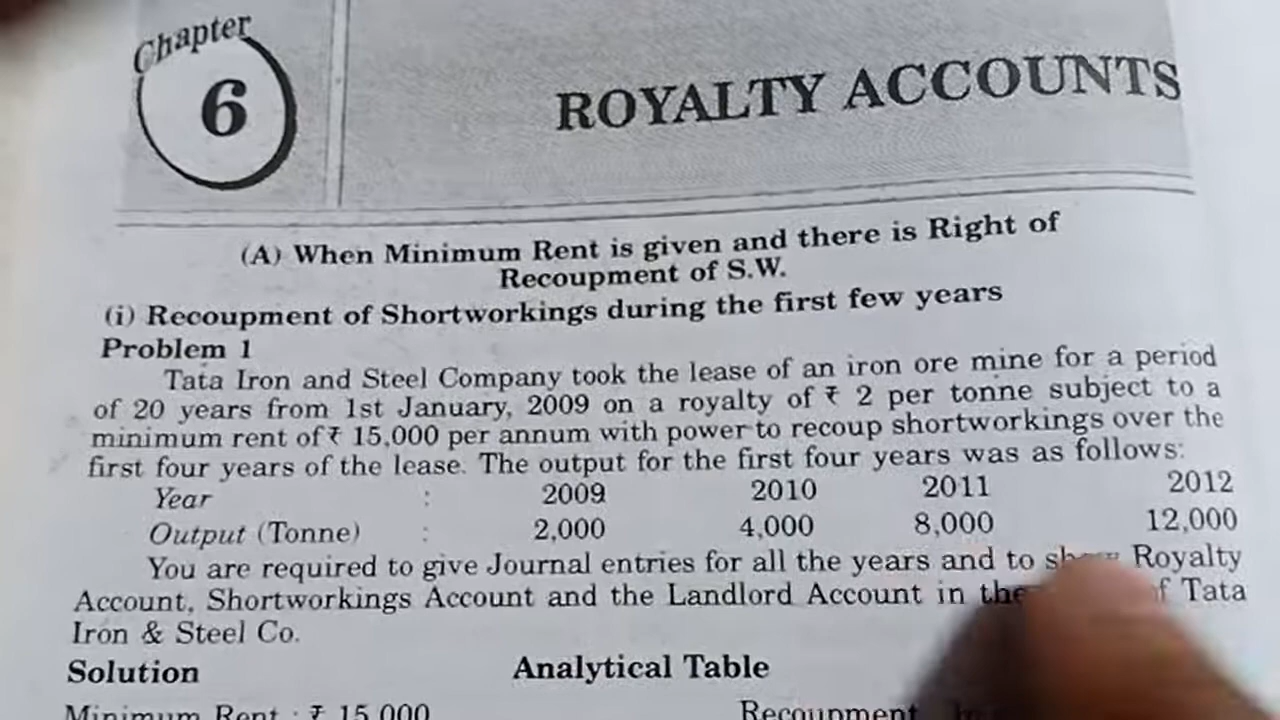 Chapter
6
ROYALTY ACCOUNTS
(A) When Minimum Rent is given and there is Right of
Recoupment of S.W.
(i) Recoupment of Shortworkings during the first few years
Problem 1
Tata Iron and Steel Company took the lease of an iron ore mine for a period
of 20 years from 1st January, 2009 on a royalty of ₹ 2 per tonne subject to a
minimum rent of ₹ 15,000 per annum with power to recoup shortworkings over the
first four years of the lease. The output for the first four years was as follows:
Year : 2009 2010 2011 2012
Output (Tonne) : 2,000 4,000 8,000 12,000
You are required to give Journal entries for all the years and to Royalty
Account, Shortworkings Account and the Landlord Account in the Tata
Iron & Steel Co.
Solution Analytical Table
Minimum Rent : ₹ 15,000 Recoupment